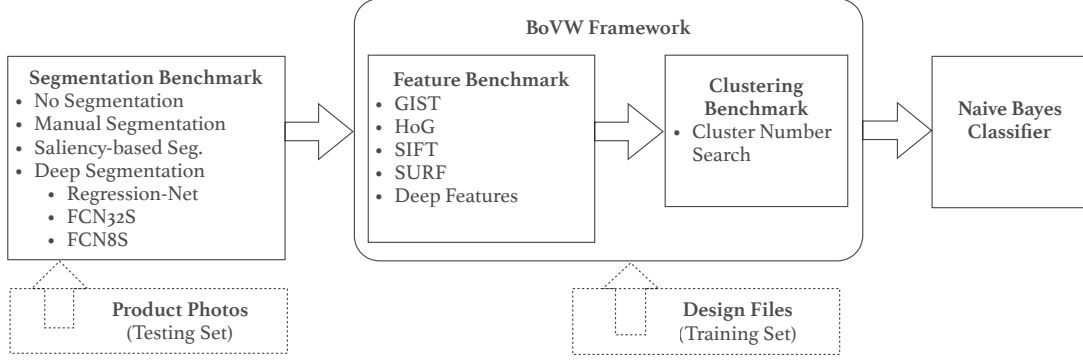 BoVW Framework
Segmentation Benchmark
• No Segmentation
• Manual Segmentation
• Saliency-based Seg.
• Deep Segmentation
• Regression-Net
• FCN32S
• FCN8S
Feature Benchmark
• GIST
• HoG
• SIFT
• SURF
• Deep Features
Clustering
Benchmark
• Cluster Number
Search
Naive Bayes
Classifier
Product Photos
(Testing Set)
Design Files
(Training Set)